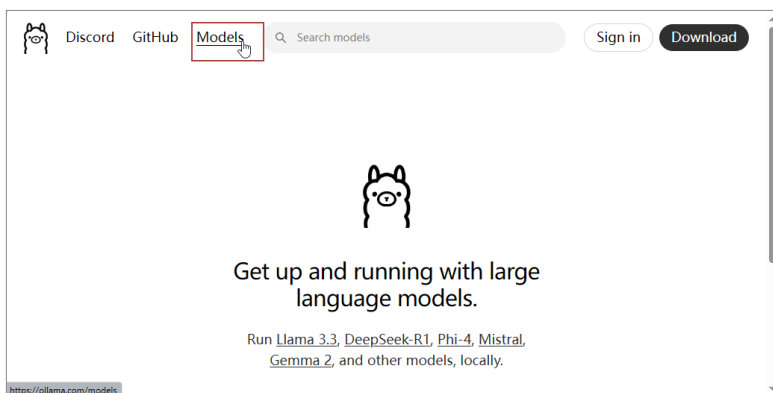 Discord GitHub Models Search models Sign in Download
Get up and running with large
language models.
Run Llama 3.3, DeepSeek-R1, Phi-4, Mistral,
Gemma 2, and other models, locally.
https://ollama.com/models